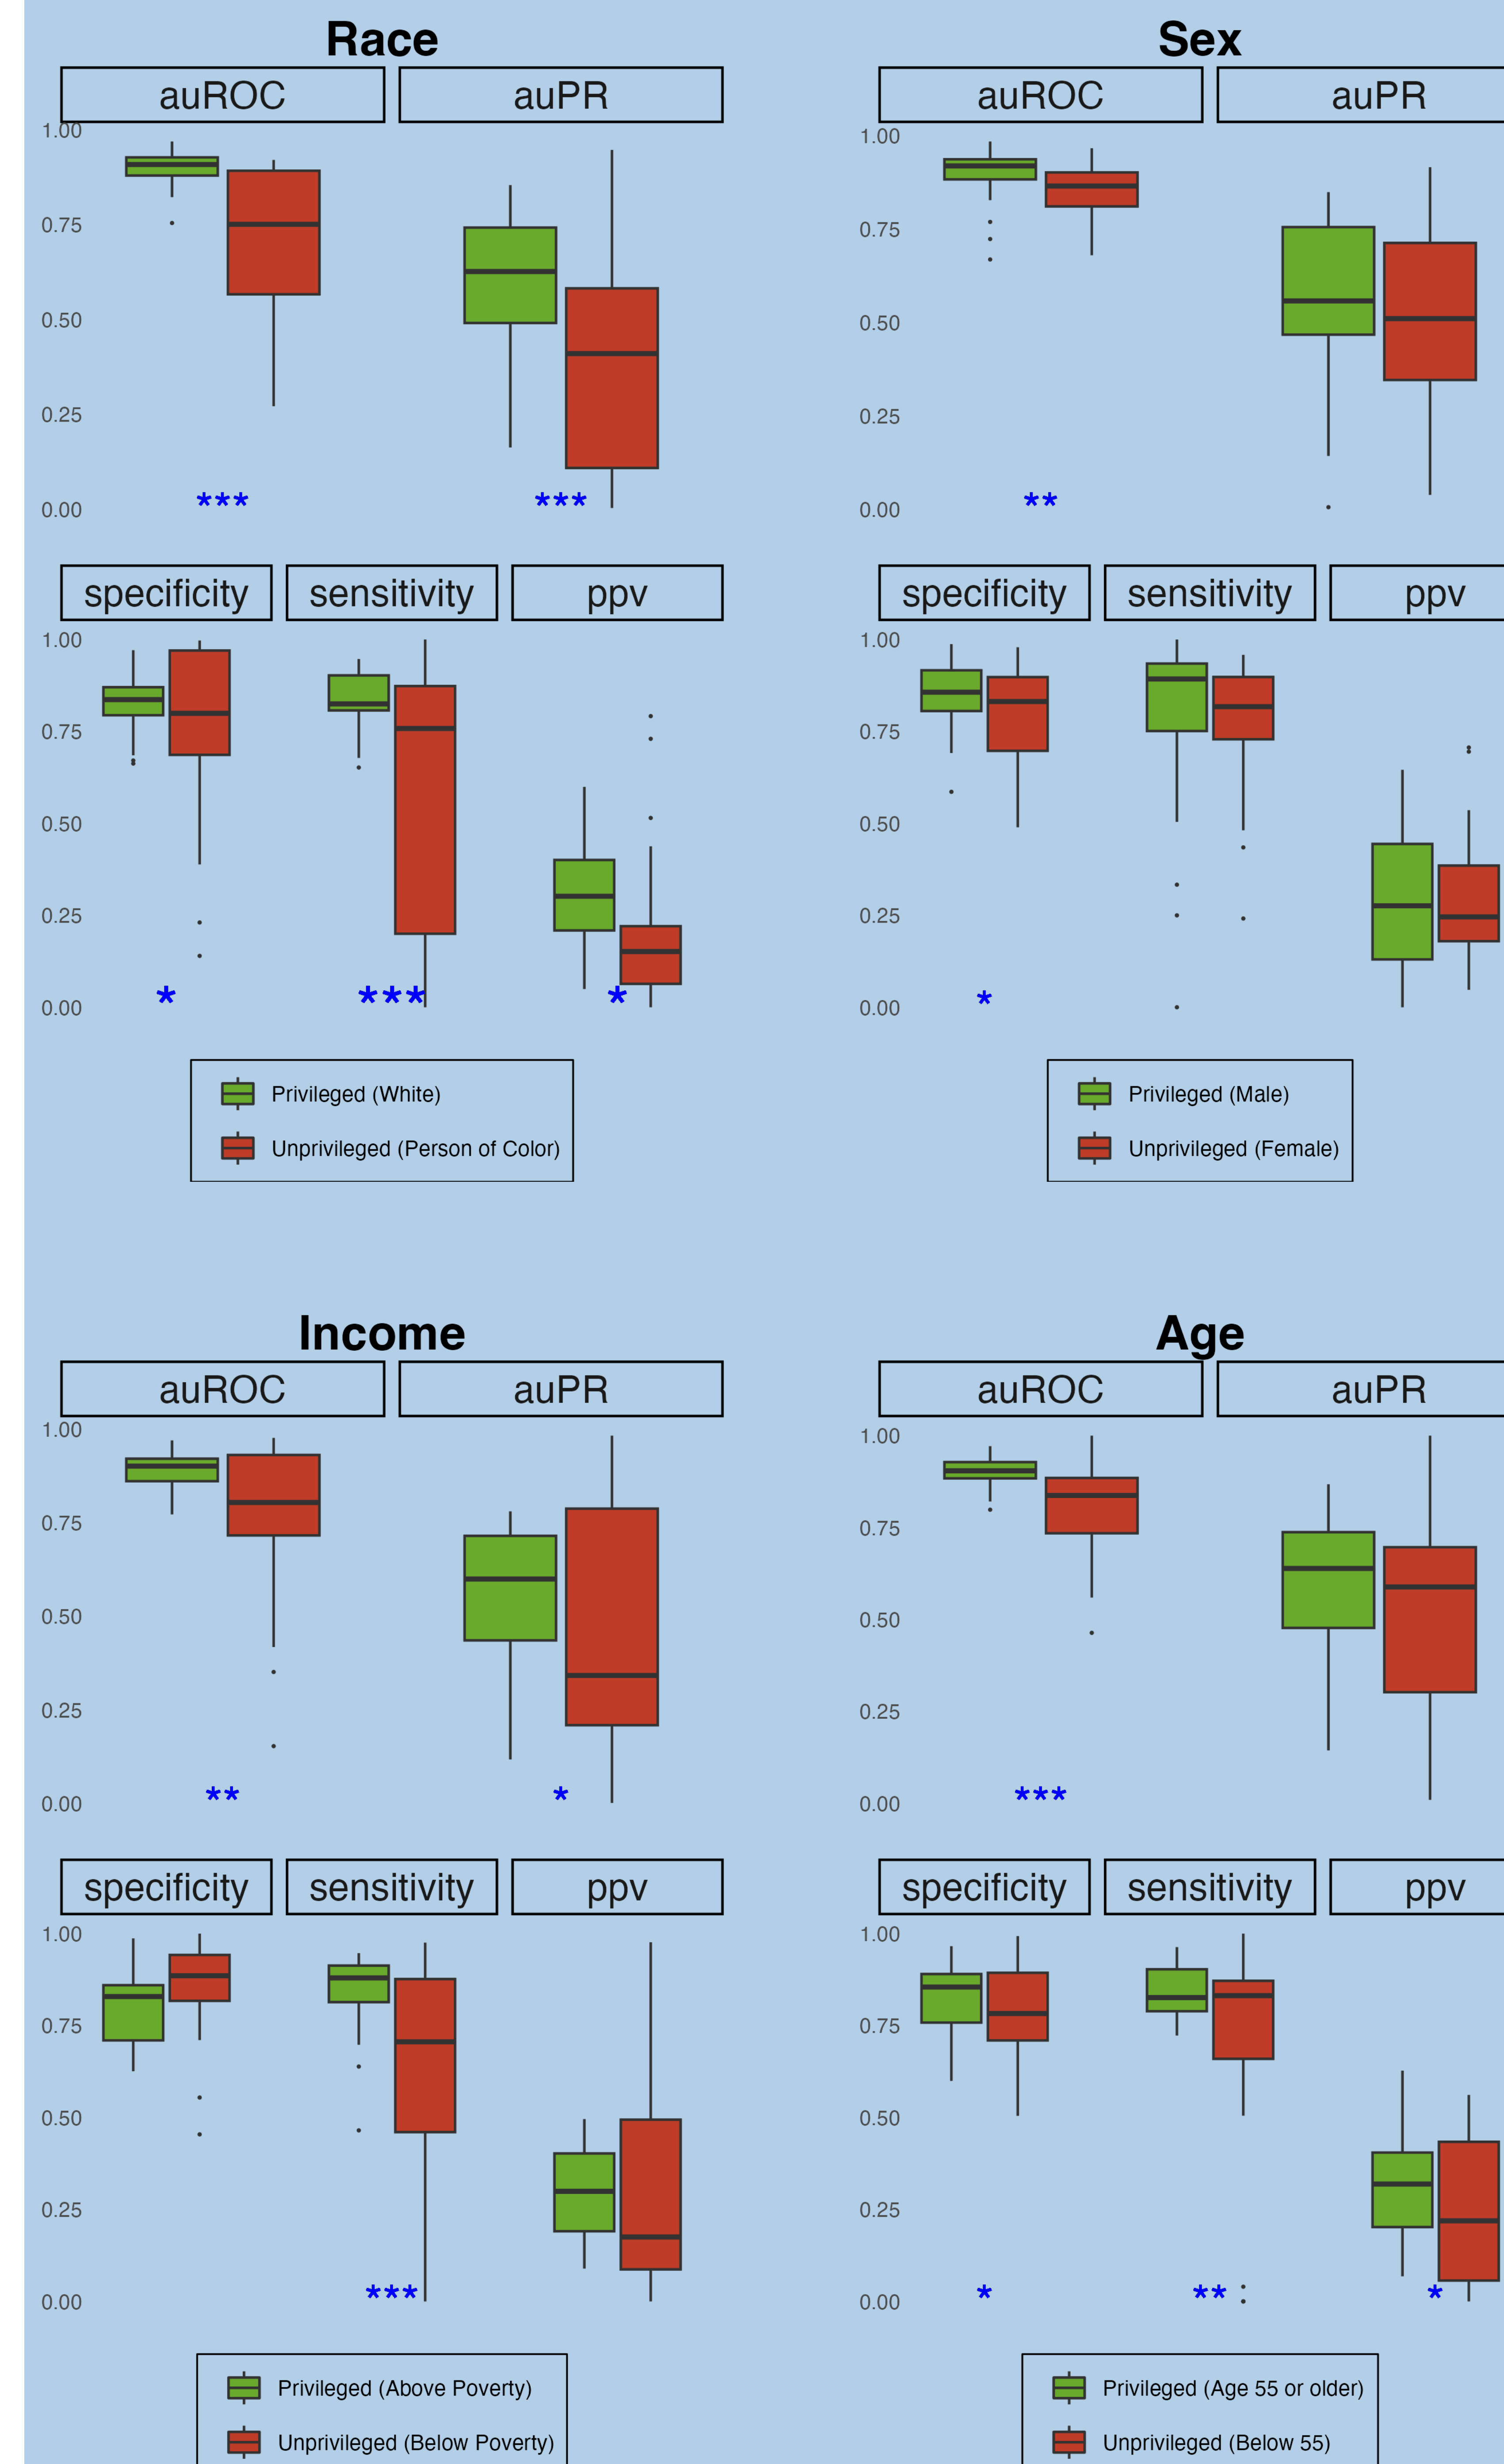 Race
auROC auPR
1.00
0.75
0.50
0.25
0.00
*** ***
specificity sensitivity ppv
1.00
0.75
0.50
0.25
0.00
* *** *
Privileged (White)
Unprivileged (Person of Color)
Sex
auROC auPR
1.00
0.75
0.50
0.25
0.00
**
specificity sensitivity ppv
1.00
0.75
0.50
0.25
0.00
*
Privileged (Male)
Unprivileged (Female)
Income
auROC auPR
1.00
0.75
0.50
0.25
0.00
** *
specificity sensitivity ppv
1.00
0.75
0.50
0.25
0.00
***
Privileged (Above Poverty)
Unprivileged (Below Poverty)
Age
auROC auPR
1.00
0.75
0.50
0.25
0.00
***
specificity sensitivity ppv
1.00
0.75
0.50
0.25
0.00
* ** *
Privileged (Age 55 or older)
Unprivileged (Below 55)